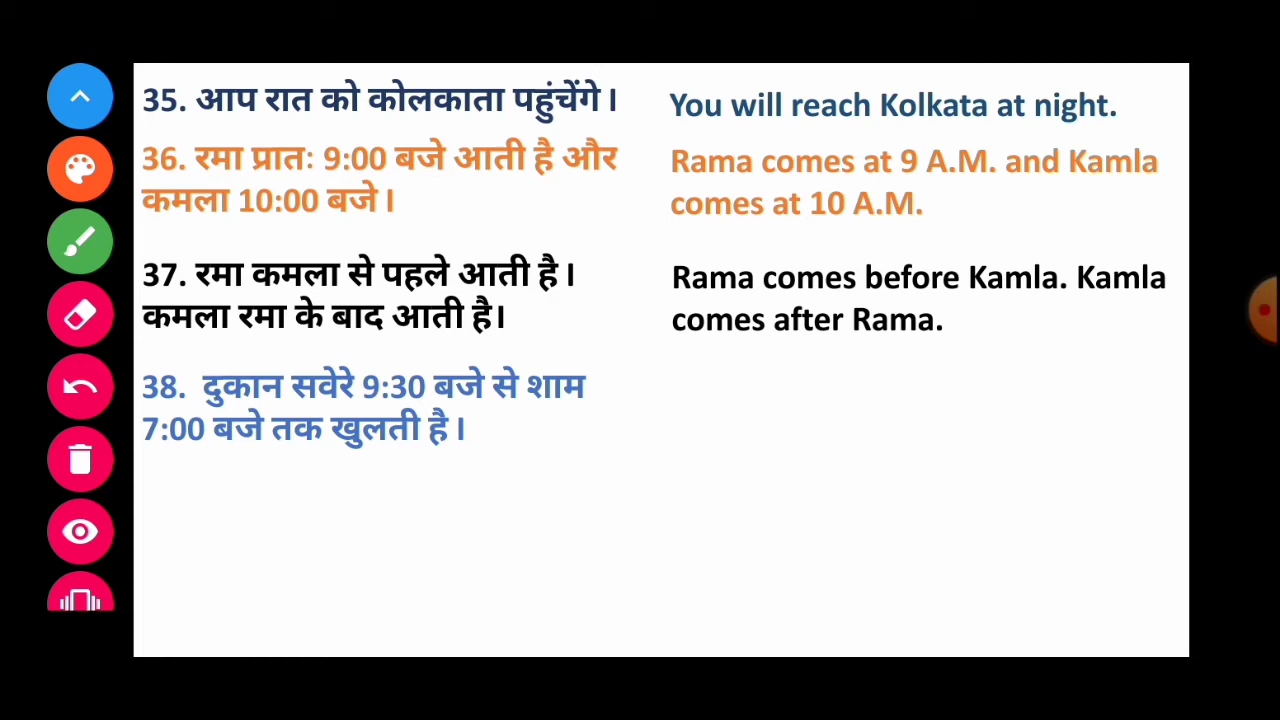 35. आप रात को कोलकाता पहुंचेंगे।
You will reach Kolkata at night.
36. रमा प्रातः 9:00 बजे आती है और
कमला 10:00 बजे।
Rama comes at 9 A.M. and Kamla
comes at 10 A.M.
37. रमा कमला से पहले आती है।
कमला रमा के बाद आती है।
Rama comes before Kamla. Kamla
comes after Rama.
38. दुकान सवेरे 9:30 बजे से शाम
7:00 बजे तक खुलती है।